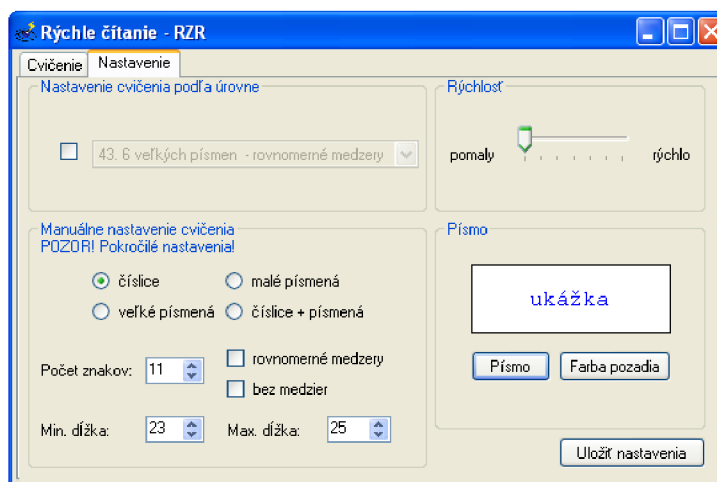 Rýchle čítanie - RZR
Cvičenie Nastavenie
Nastavenie cvičenia podľa úrovne
43. 6 veľkých písmen - rovnomerné medzery
Rýchlosť
pomaly rýchlo
Manuálne nastavenie cvičenia
POZOR! Pokročilé nastavenia!
číslice malé písmená
veľké písmená číslice + písmená
Počet znakov: 11 rovnomerné medzery
bez medzier
Min. dĺžka: 23 Max. dĺžka: 25
Písmo
ukážka
Písmo Farba pozadia
Uložiť nastavenia